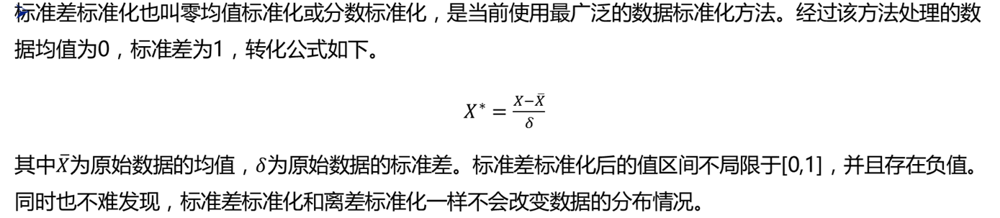 标准差标准化也叫零均值标准化或分数标准化，是当前使用最广泛的数据标准化方法。经过该方法处理的数
据均值为0，标准差为1，转化公式如下。
X* = (X−X̄)/δ
其中X̄为原始数据的均值，δ为原始数据的标准差。标准差标准化后的值区间不局限于[0,1]，并且存在负值。
同时也不难发现，标准差标准化和离差标准化一样不会改变数据的分布情况。